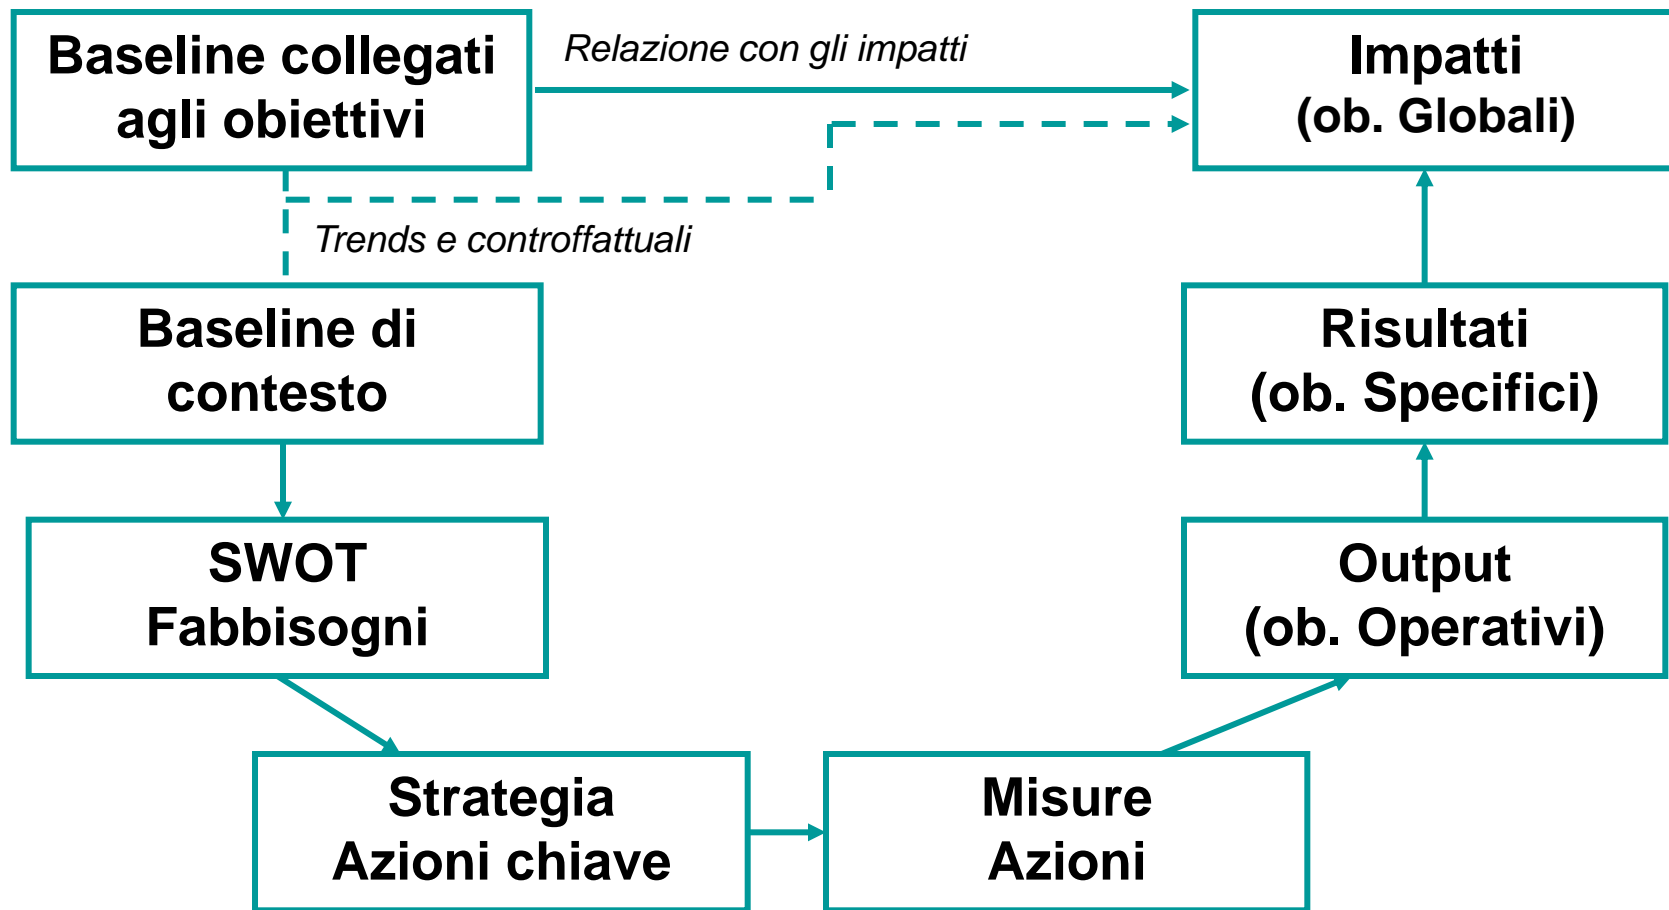 Baseline collegati
agli obiettivi
Relazione con gli impatti
Impatti
(ob. Globali)
Trends e controffattuali
Baseline di
contesto
Risultati
(ob. Specifici)
SWOT
Fabbisogni
Output
(ob. Operativi)
Strategia
Azioni chiave
Misure
Azioni